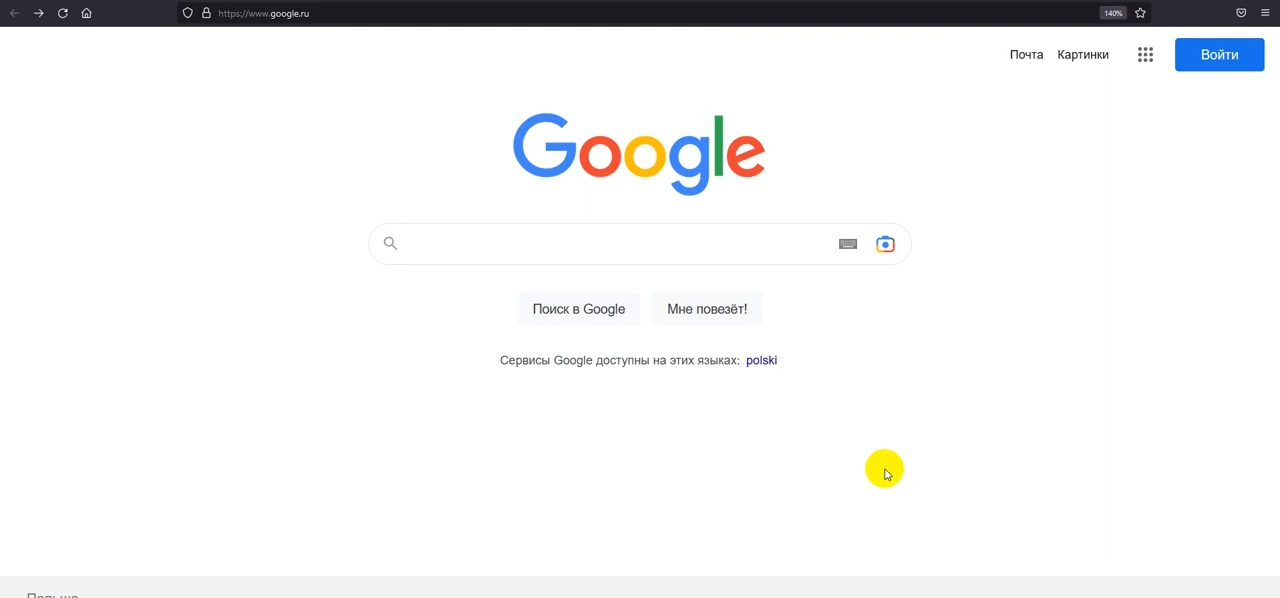 https://www.google.ru
140%
Почта Картинки Войти
Google
Поиск в Google Мне повезёт!
Сервисы Google доступны на этих языках: polski
Польша